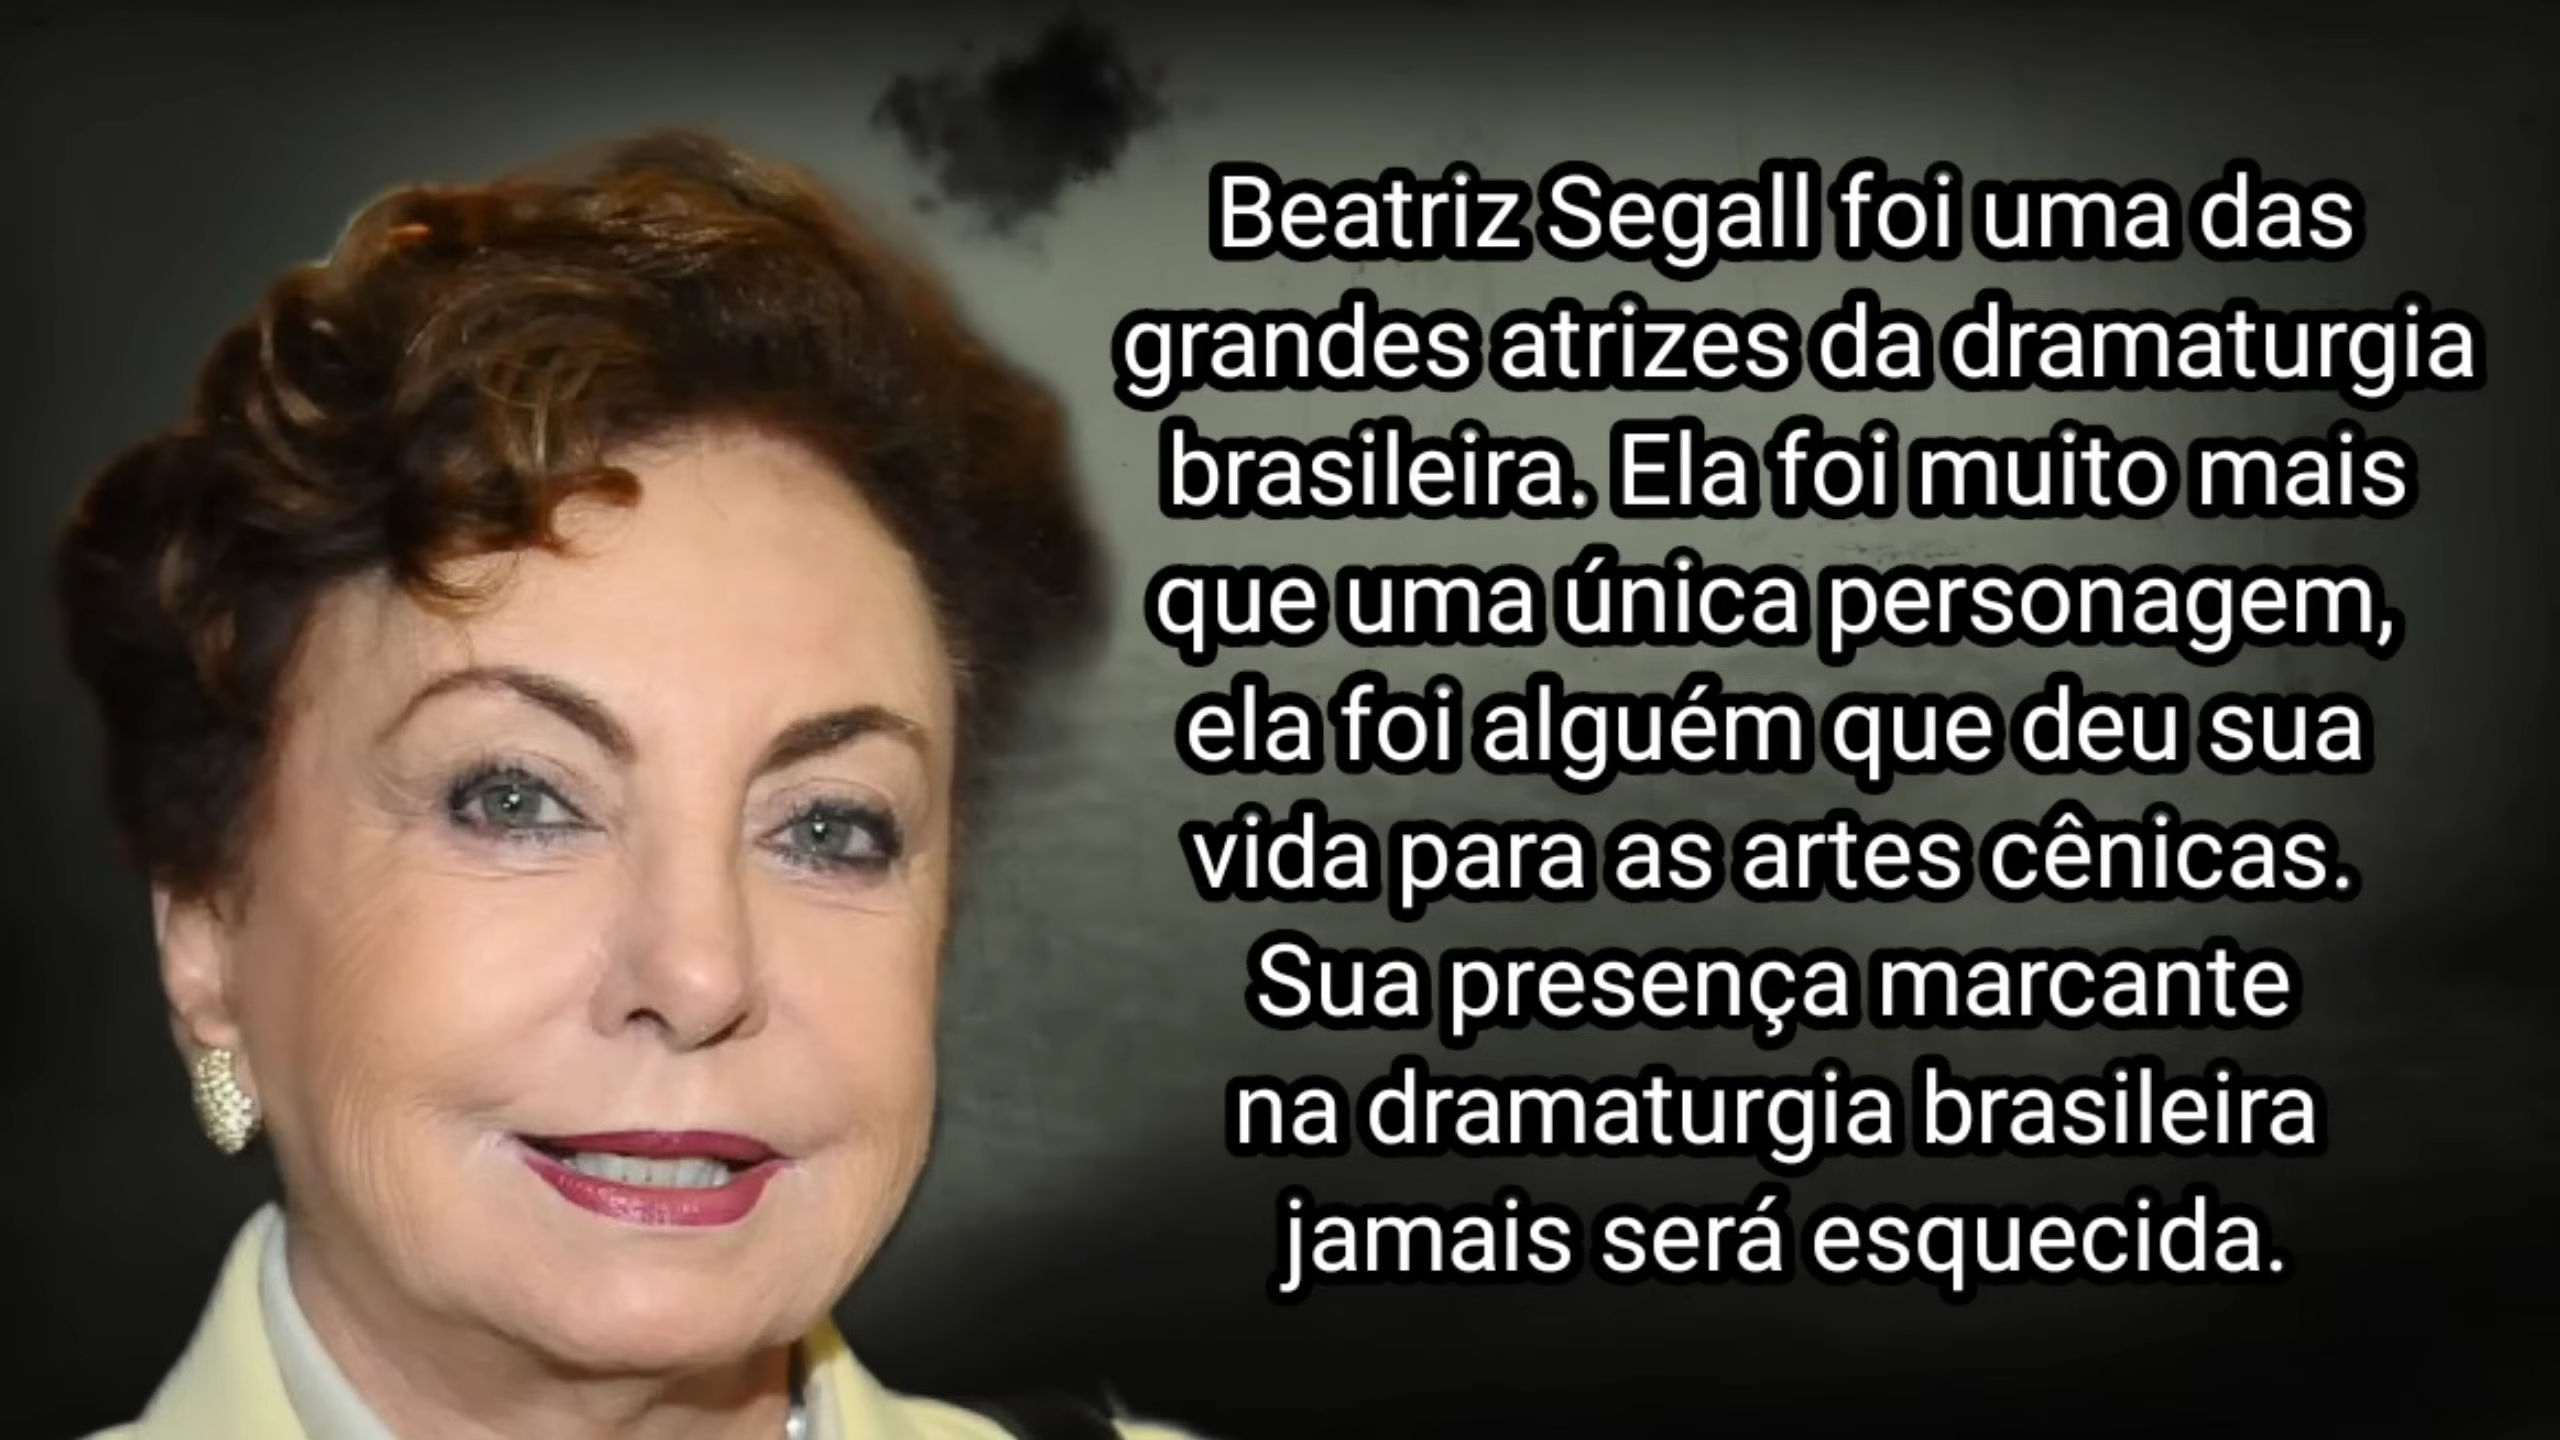 Beatriz Segall foi uma das
grandes atrizes da dramaturgia
brasileira. Ela foi muito mais
que uma única personagem,
ela foi alguém que deu sua
vida para as artes cênicas.
Sua presença marcante
na dramaturgia brasileira
jamais será esquecida.